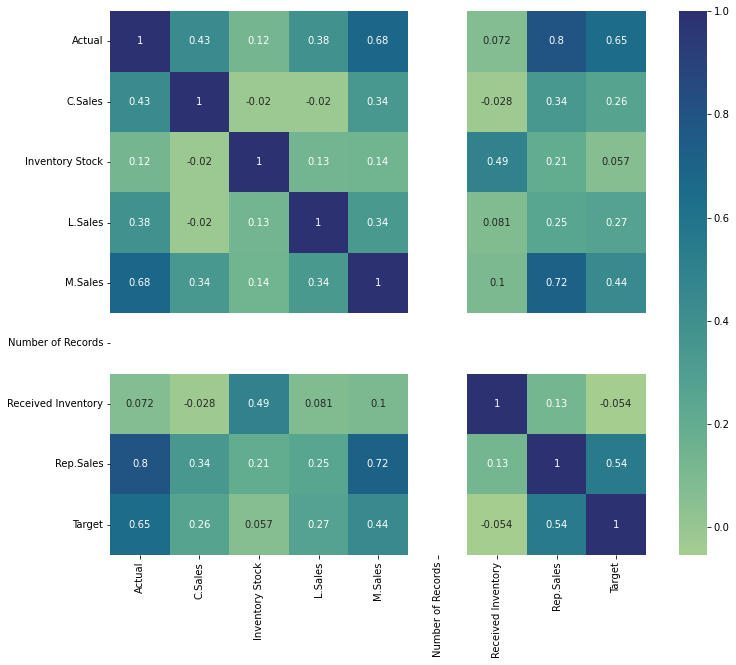 Actual 1 0.43 0.12 0.38 0.68 0.072 0.8 0.65
C.Sales 0.43 1 -0.02 -0.02 0.34 -0.028 0.34 0.26
Inventory Stock 0.12 -0.02 1 0.13 0.14 0.49 0.21 0.057
L.Sales 0.38 -0.02 0.13 1 0.34 0.081 0.25 0.27
M.Sales 0.68 0.34 0.14 0.34 1 0.1 0.72 0.44
Number of Records
Received Inventory 0.072 -0.028 0.49 0.081 0.1 1 0.13 -0.054
Rep.Sales 0.8 0.34 0.21 0.25 0.72 0.13 1 0.54
Target 0.65 0.26 0.057 0.27 0.44 -0.054 0.54 1
Actual
C.Sales
Inventory Stock
L.Sales
M.Sales
Number of Records
Received Inventory
Rep.Sales
Target
1.0
0.8
0.6
0.4
0.2
0.0